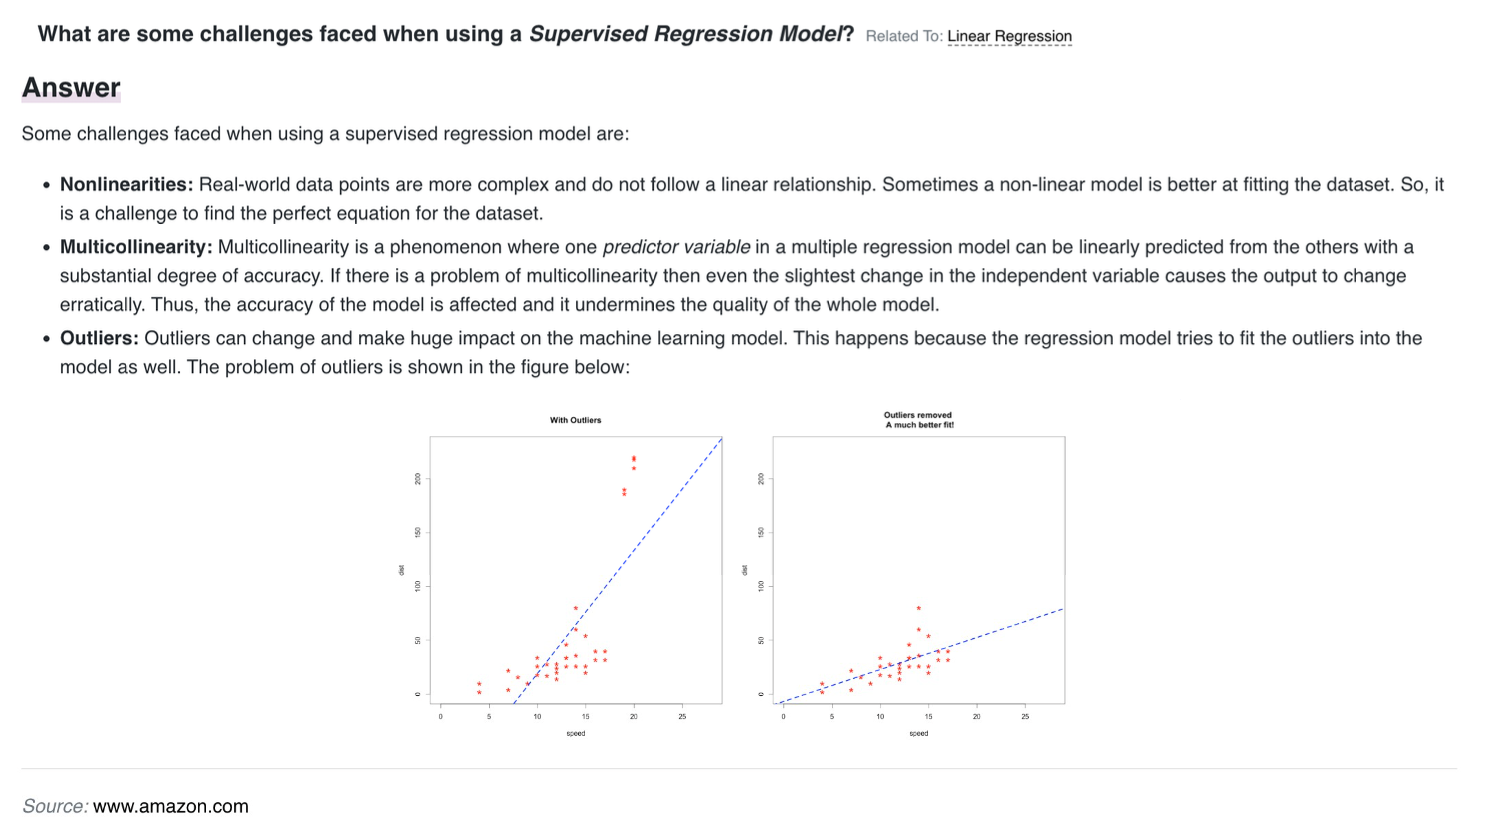 What are some challenges faced when using a Supervised Regression Model? Related To: Linear Regression
Answer
Some challenges faced when using a supervised regression model are:
• Nonlinearities: Real-world data points are more complex and do not follow a linear relationship. Sometimes a non-linear model is better at fitting the dataset. So, it
is a challenge to find the perfect equation for the dataset.
• Multicollinearity: Multicollinearity is a phenomenon where one predictor variable in a multiple regression model can be linearly predicted from the others with a
substantial degree of accuracy. If there is a problem of multicollinearity then even the slightest change in the independent variable causes the output to change
erratically. Thus, the accuracy of the model is affected and it undermines the quality of the whole model.
• Outliers: Outliers can change and make huge impact on the machine learning model. This happens because the regression model tries to fit the outliers into the
model as well. The problem of outliers is shown in the figure below:
With Outliers
200
150
100
50
0
dist
0 5 10 15 20 25
speed
Outliers removed
A much better fit!
200
150
100
50
0
dist
0 5 10 15 20 25
speed
Source: www.amazon.com